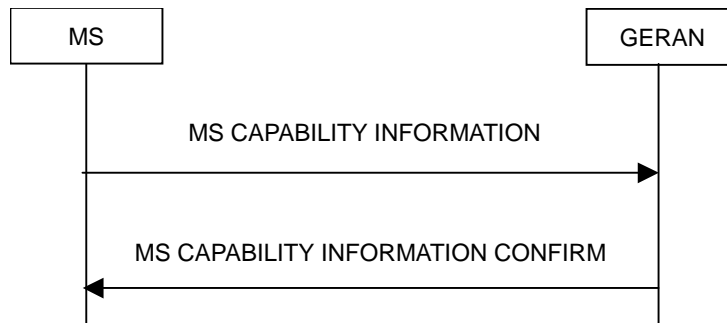 MS
GERAN
MS CAPABILITY INFORMATION
MS CAPABILITY INFORMATION CONFIRM